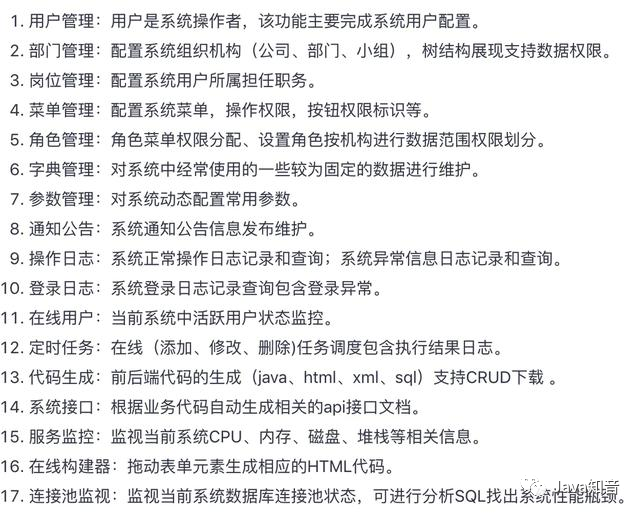 1. 用户管理：用户是系统操作者，该功能主要完成系统用户配置。
2. 部门管理：配置系统组织机构（公司、部门、小组），树结构展现支持数据权限。
3. 岗位管理：配置系统用户所属担任职务。
4. 菜单管理：配置系统菜单，操作权限，按钮权限标识等。
5. 角色管理：角色菜单权限分配、设置角色按机构进行数据范围权限划分。
6. 字典管理：对系统中经常使用的一些较为固定的数据进行维护。
7. 参数管理：对系统动态配置常用参数。
8. 通知公告：系统通知公告信息发布维护。
9. 操作日志：系统正常操作日志记录和查询；系统异常信息日志记录和查询。
10. 登录日志：系统登录日志记录查询包含登录异常。
11. 在线用户：当前系统中活跃用户状态监控。
12. 定时任务：在线（添加、修改、删除)任务调度包含执行结果日志。
13. 代码生成：前后端代码的生成（java、html、xml、sql）支持CRUD下载 。
14. 系统接口：根据业务代码自动生成相关的api接口文档。
15. 服务监控：监视当前系统CPU、内存、磁盘、堆栈等相关信息。
16. 在线构建器：拖动表单元素生成相应的HTML代码。
17. 连接池监视：监视当前系统数据库连接池状态，可进行分析SQL找出系统性能瓶颈。
Java知音